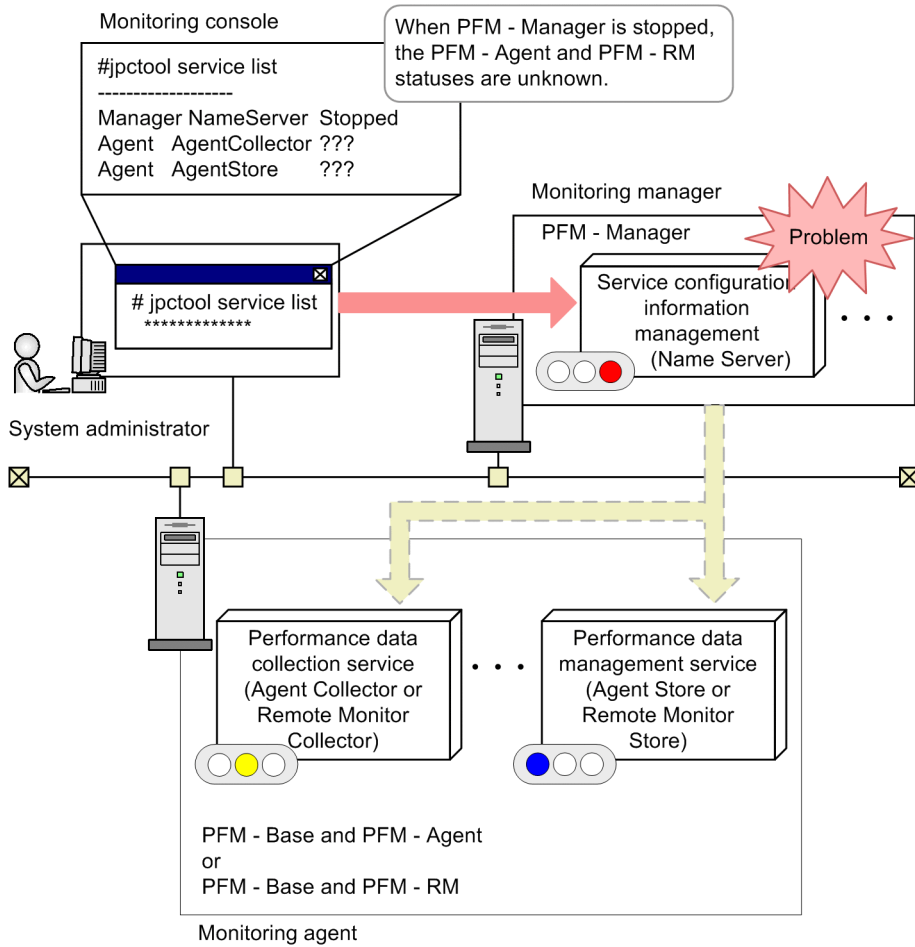 Monitoring console
When PFM - Manager is stopped,
the PFM - Agent and PFM - RM
statuses are unknown.
#jpctool service list
-------------------
Manager NameServer Stopped
Agent AgentCollector ???
Agent AgentStore ???
Monitoring manager
PFM - Manager
Problem
Service configuration
information
management
(Name Server)
. . .
# jpctool service list
*************
System administrator
Performance data
collection service
(Agent Collector or
Remote Monitor
Collector)
. . .
Performance data
management service
(Agent Store or
Remote Monitor
Store)
PFM - Base and PFM - Agent
or
PFM - Base and PFM - RM
Monitoring agent